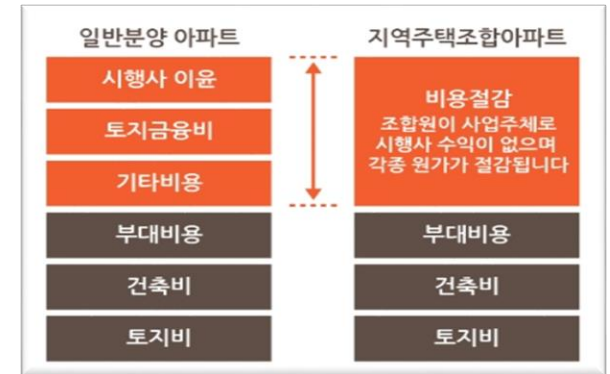 일반분양 아파트
시행사 이윤
토지금융비
기타비용
부대비용
건축비
토지비
지역주택조합아파트
비용절감
조합원이 사업주체로
시행사 수익이 없으며
각종 원가가 절감됩니다
부대비용
건축비
토지비